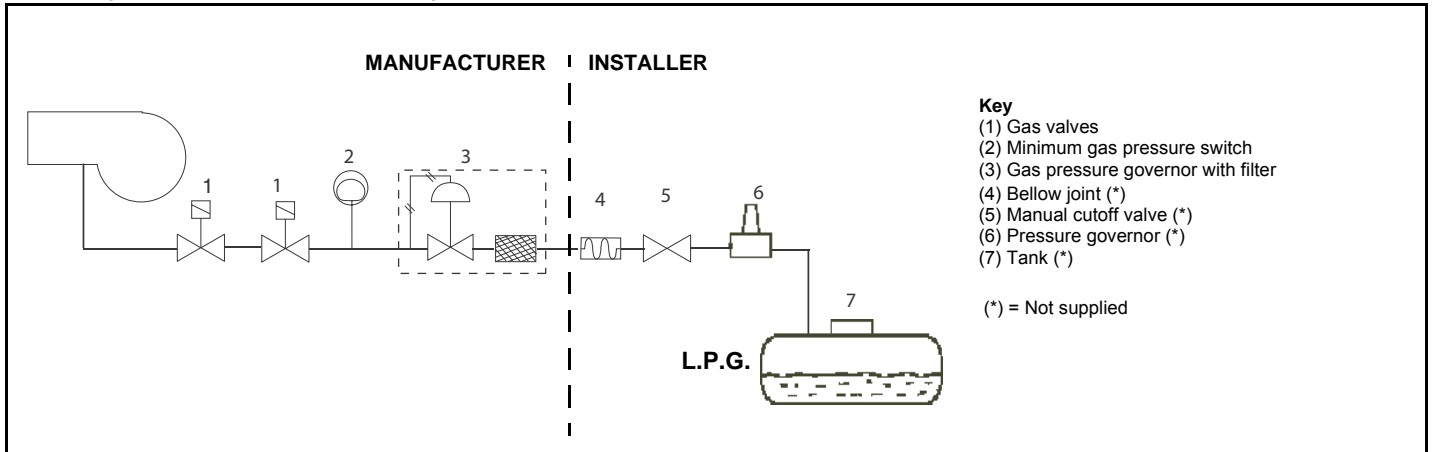 MANUFACTURER INSTALLER
Key
(1) Gas valves
(2) Minimum gas pressure switch
(3) Gas pressure governor with filter
(4) Bellow joint (*)
(5) Manual cutoff valve (*)
(6) Pressure governor (*)
(7) Tank (*)
(*) = Not supplied
1 1 2 3 4 5 6
7
L.P.G.